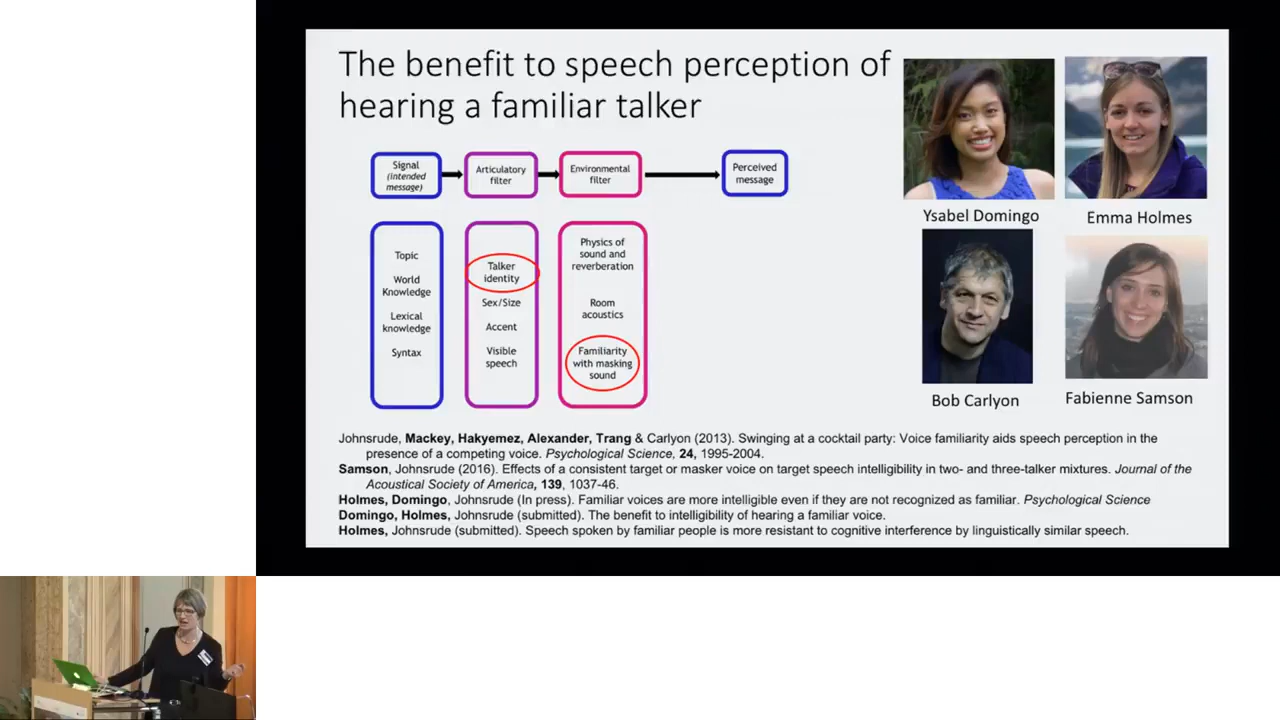 The benefit to speech perception of
hearing a familiar talker
Signal
(intended
message)
Articulatory
filter
Environmental
filter
Perceived
message
Topic
World
Knowledge
Lexical
knowledge
Syntax
Talker
identity
Sex/Size
Accent
Visible
speech
Physics of
sound and
reverberation
Room
acoustics
Familiarity
with masking
sound
Ysabel Domingo
Emma Holmes
Bob Carlyon
Fabienne Samson
Johnsrude, Mackey, Hakyemez, Alexander, Trang & Carlyon (2013). Swinging at a cocktail party: Voice familiarity aids speech perception in the
presence of a competing voice. Psychological Science, 24, 1995-2004.
Samson, Johnsrude (2016). Effects of a consistent target or masker voice on target speech intelligibility in two- and three-talker mixtures. Journal of the
Acoustical Society of America, 139, 1037-46.
Holmes, Domingo, Johnsrude (In press). Familiar voices are more intelligible even if they are not recognized as familiar. Psychological Science
Domingo, Holmes, Johnsrude (submitted). The benefit to intelligibility of hearing a familiar voice.
Holmes, Johnsrude (submitted). Speech spoken by familiar people is more resistant to cognitive interference by linguistically similar speech.